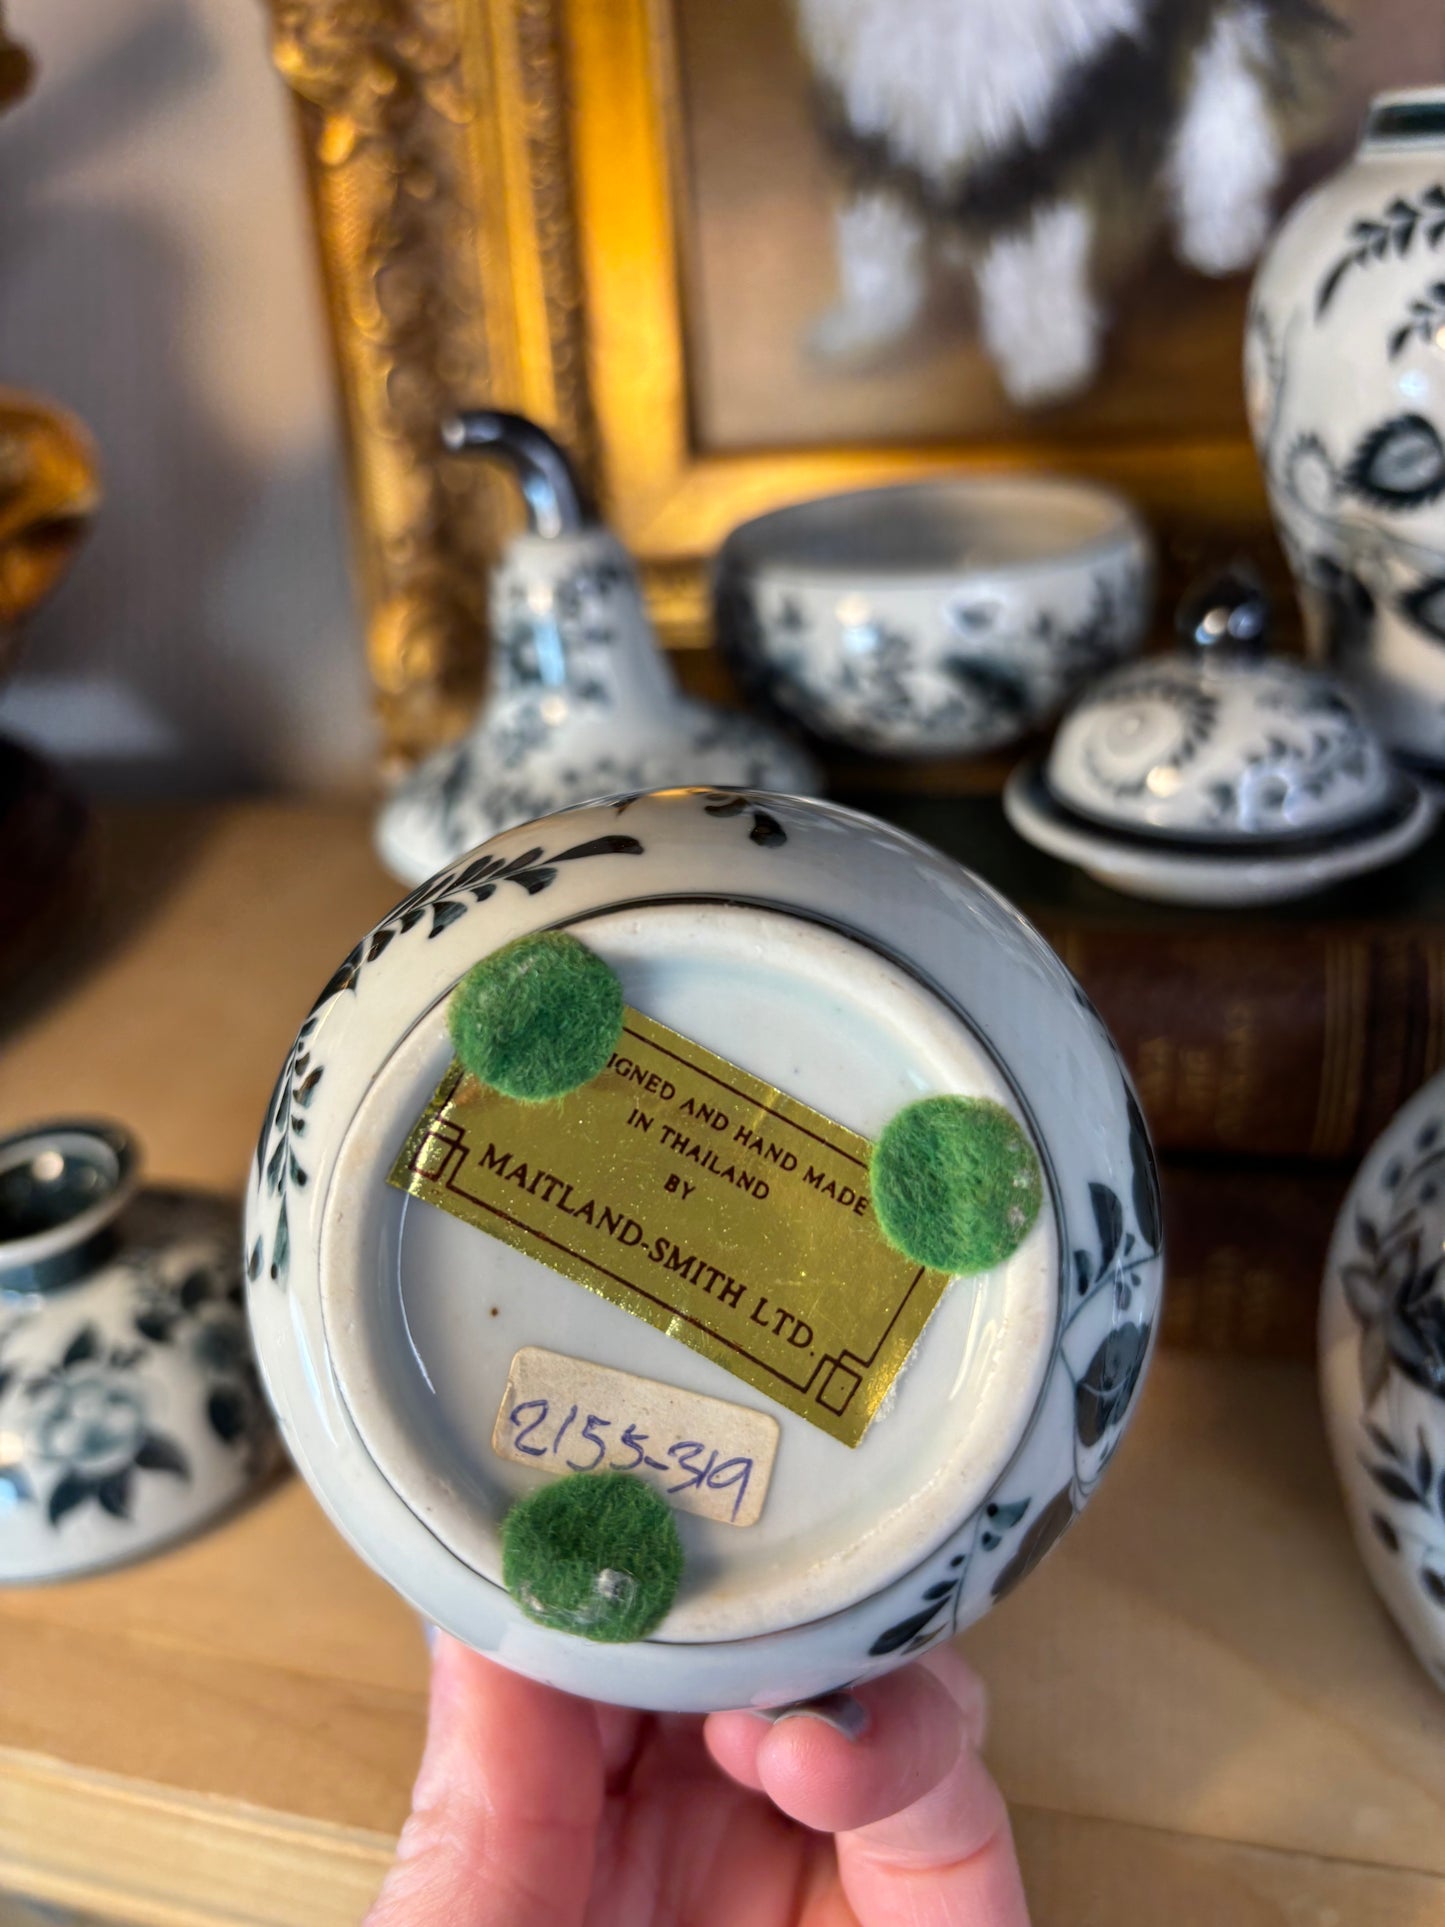 IGNED AND HAND MADE
IN THAILAND
BY
MAITLAND-SMITH LTD.
2155-319